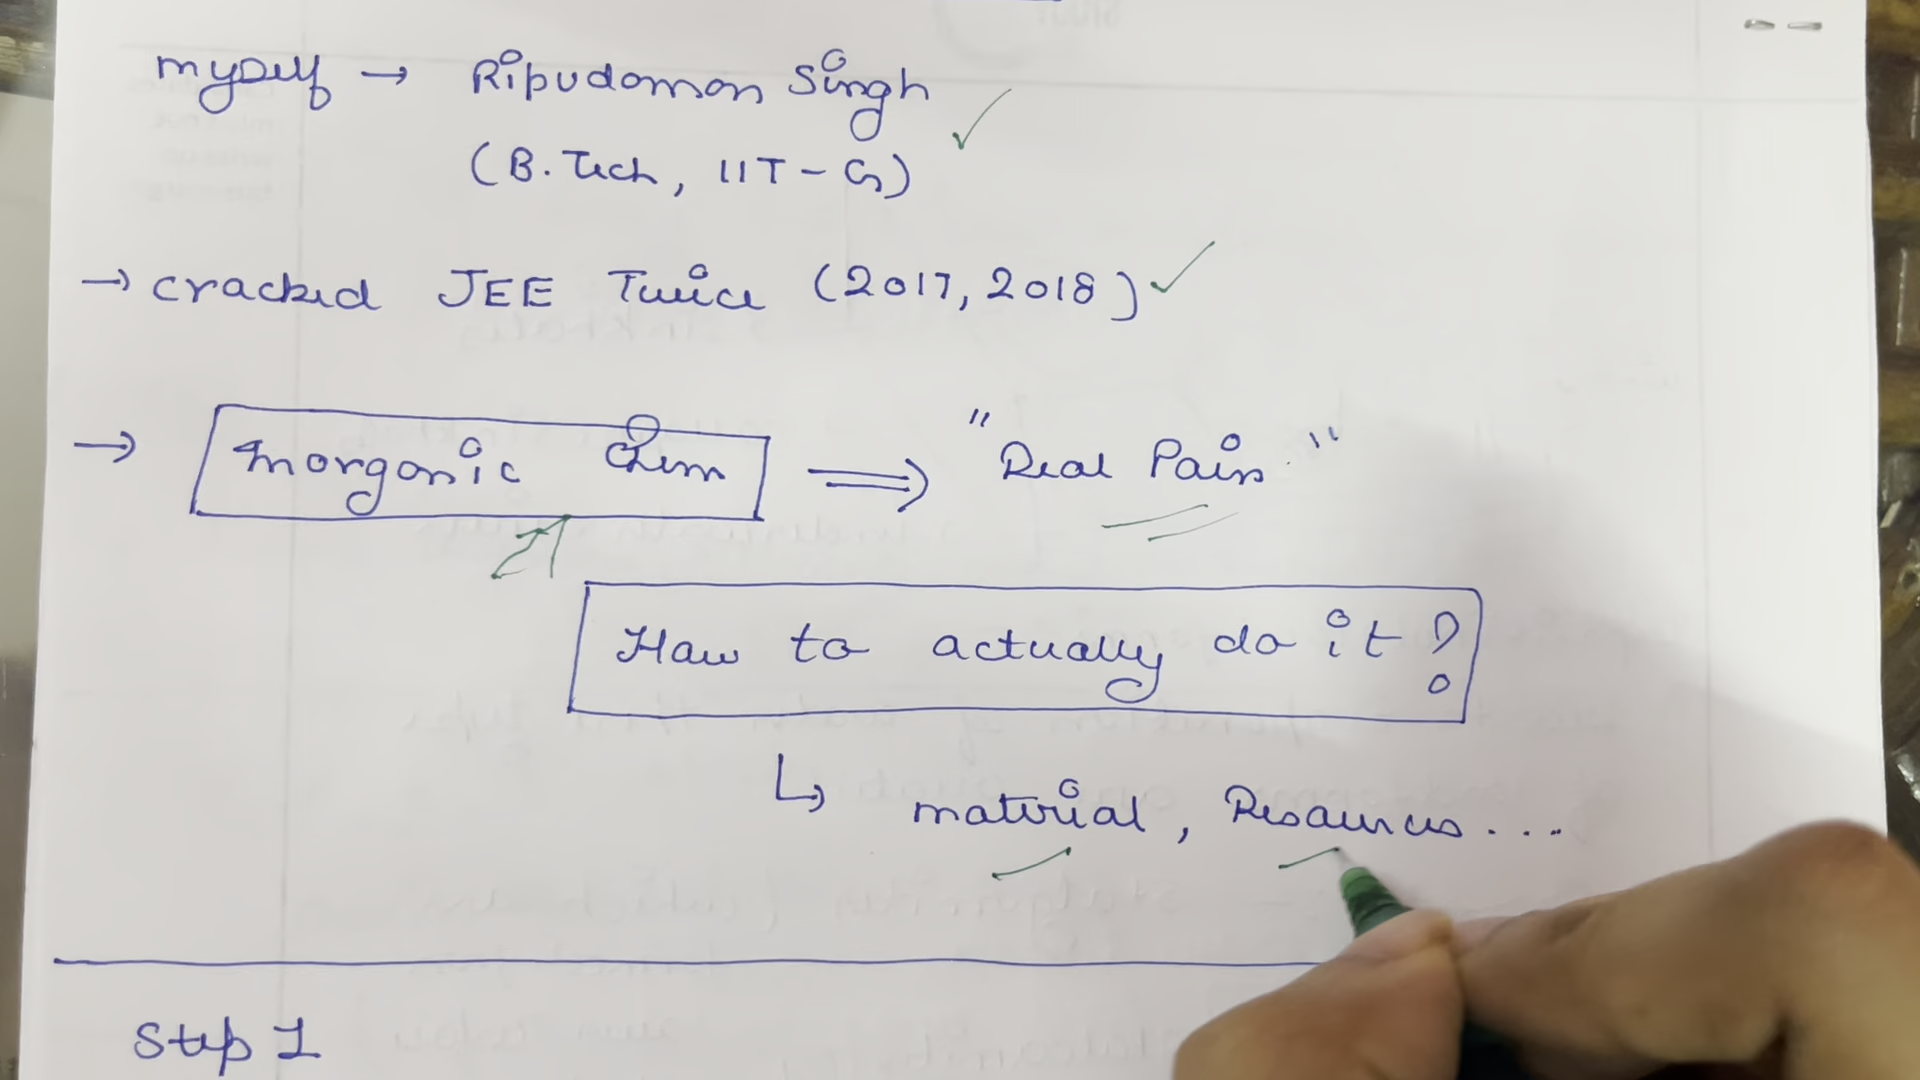 myself → Ripudaman Singh
(B. Tech, IIT - G)
→ cracked JEE Twice (2017, 2018)
→ Inorganic Chem ⟹ "Real Pain."
How to actually do it?
↳ material, Resources...
Step 1